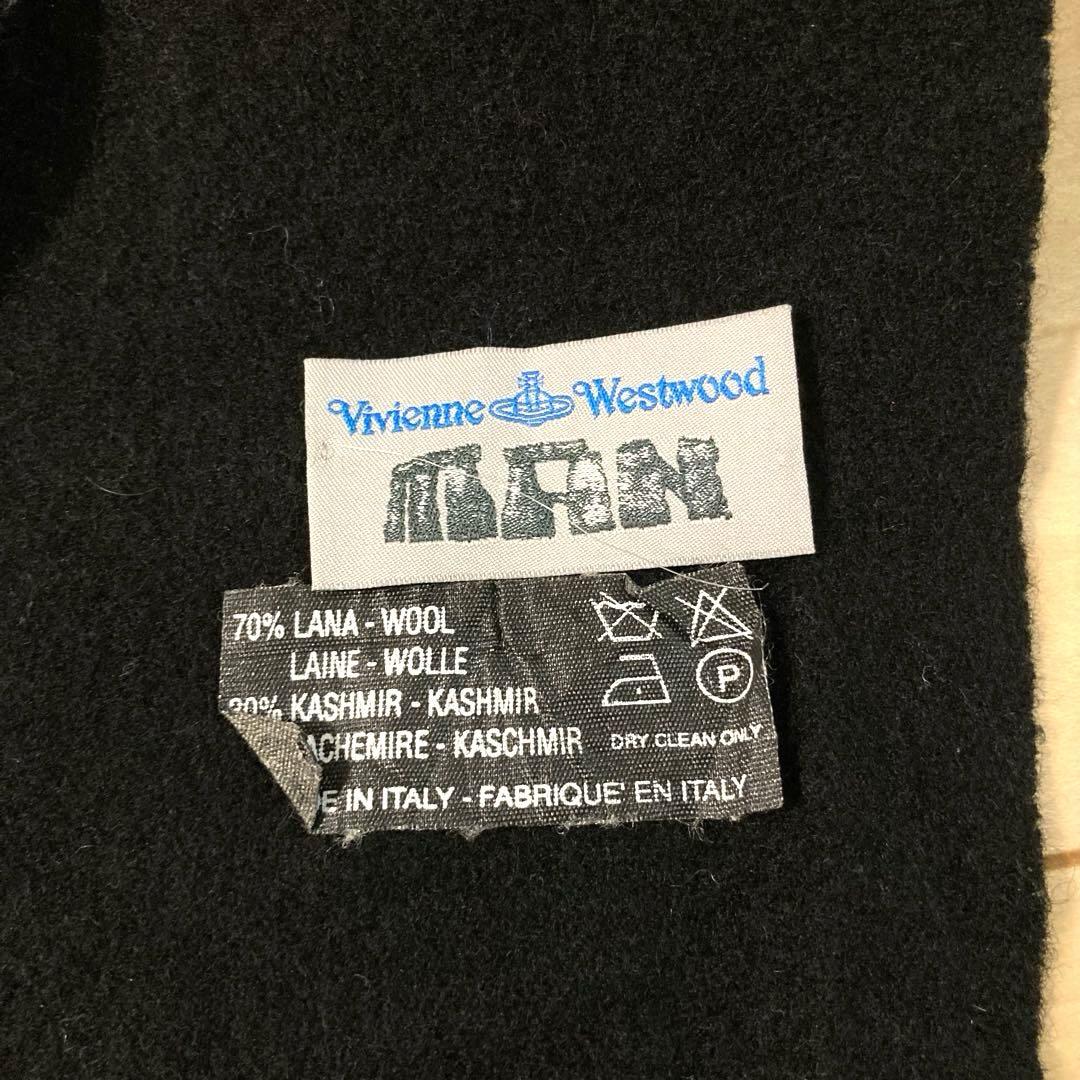 Vivienne Westwood
MAN
70% LANA - WOOL
LAINE - WOLLE
KASHMIR - KASHMIR
ACHEMIRE - KASCHMIR
P
DRY CLEAN ONLY
E IN ITALY - FABRIQUE' EN ITALY